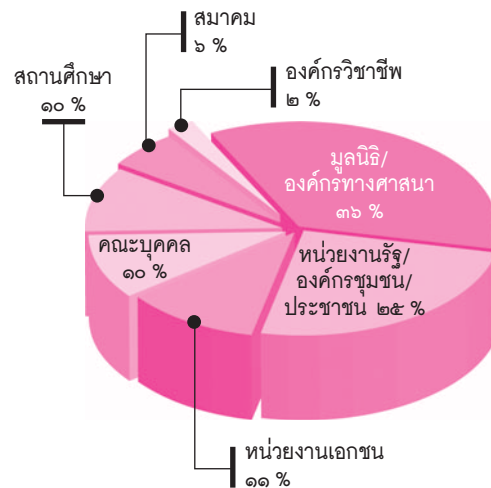 สมาคม
๖ %
องค์กรวิชาชีพ
๒ %
สถานศึกษา
๑๐ %
มูลนิธิ/
องค์กรทางศาสนา
๓๖ %
คณะบุคคล
๑๐ %
หน่วยงานรัฐ/
องค์กรชุมชน/
ประชาชน ๒๕ %
หน่วยงานเอกชน
๑๑ %